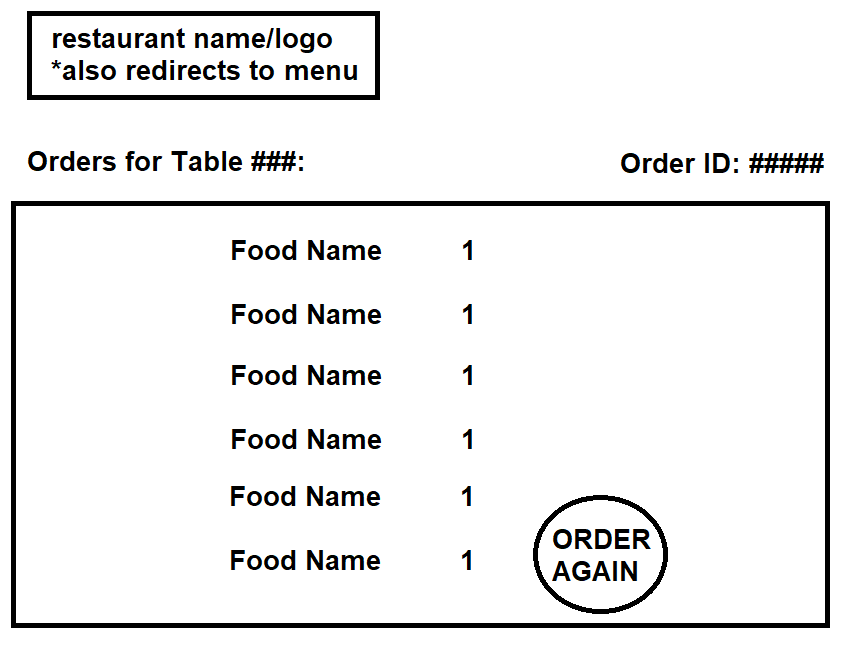 restaurant name/logo
*also redirects to menu
Orders for Table ###:
Order ID: #####
Food Name 1
Food Name 1
Food Name 1
Food Name 1
Food Name 1
Food Name 1
ORDER
AGAIN